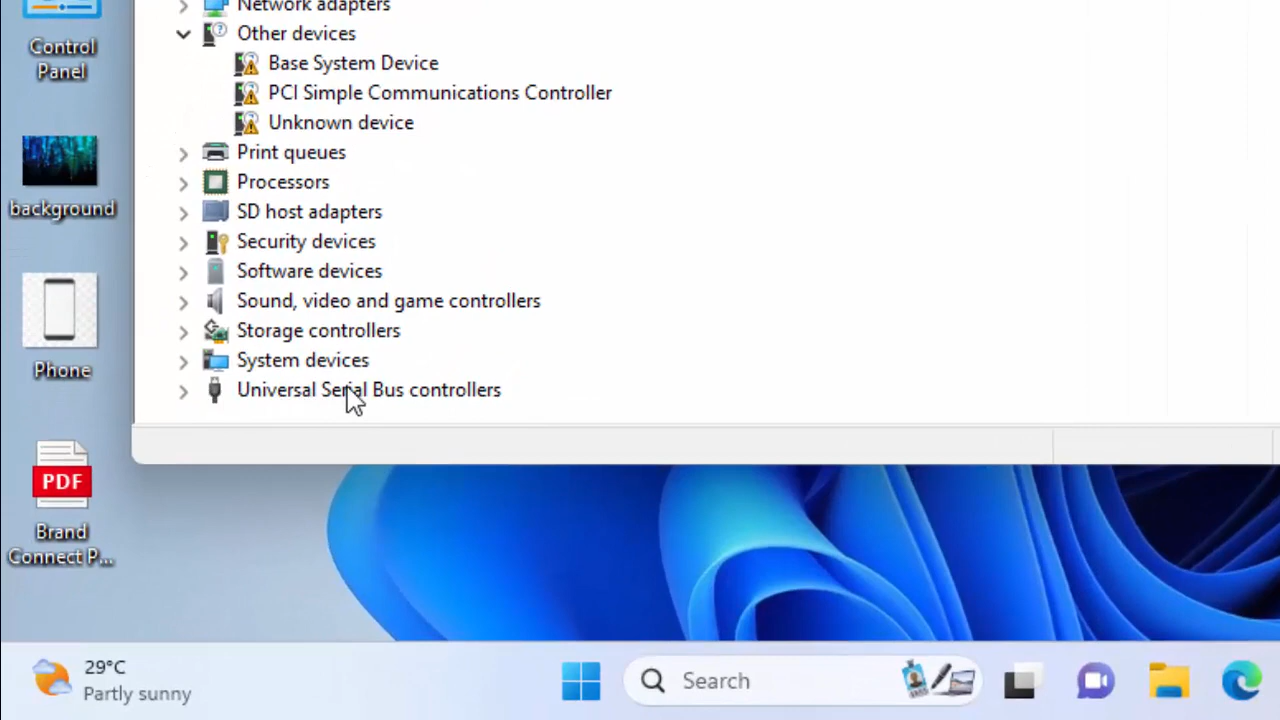 Network adapters
Other devices
Base System Device
PCI Simple Communications Controller
Unknown device
Print queues
Processors
SD host adapters
Security devices
Software devices
Sound, video and game controllers
Storage controllers
System devices
Universal Serial Bus controllers
Control
Panel
background
Phone
PDF
Brand
Connect P...
29°C
Partly sunny
Search